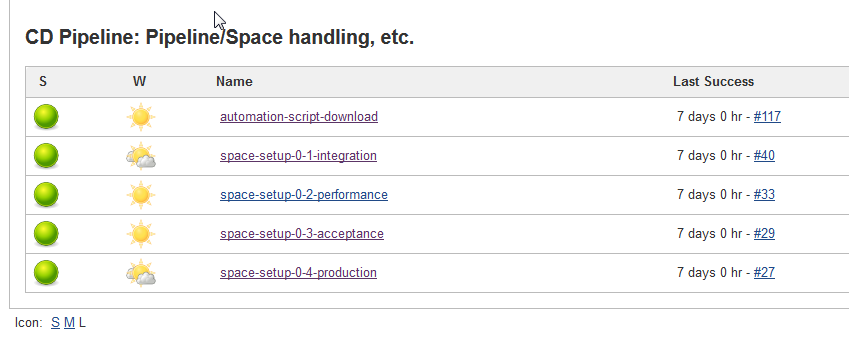 CD Pipeline: Pipeline/Space handling, etc.
S W Name Last Success
automation-script-download 7 days 0 hr - #117
space-setup-0-1-integration 7 days 0 hr - #40
space-setup-0-2-performance 7 days 0 hr - #33
space-setup-0-3-acceptance 7 days 0 hr - #29
space-setup-0-4-production 7 days 0 hr - #27
Icon: S M L